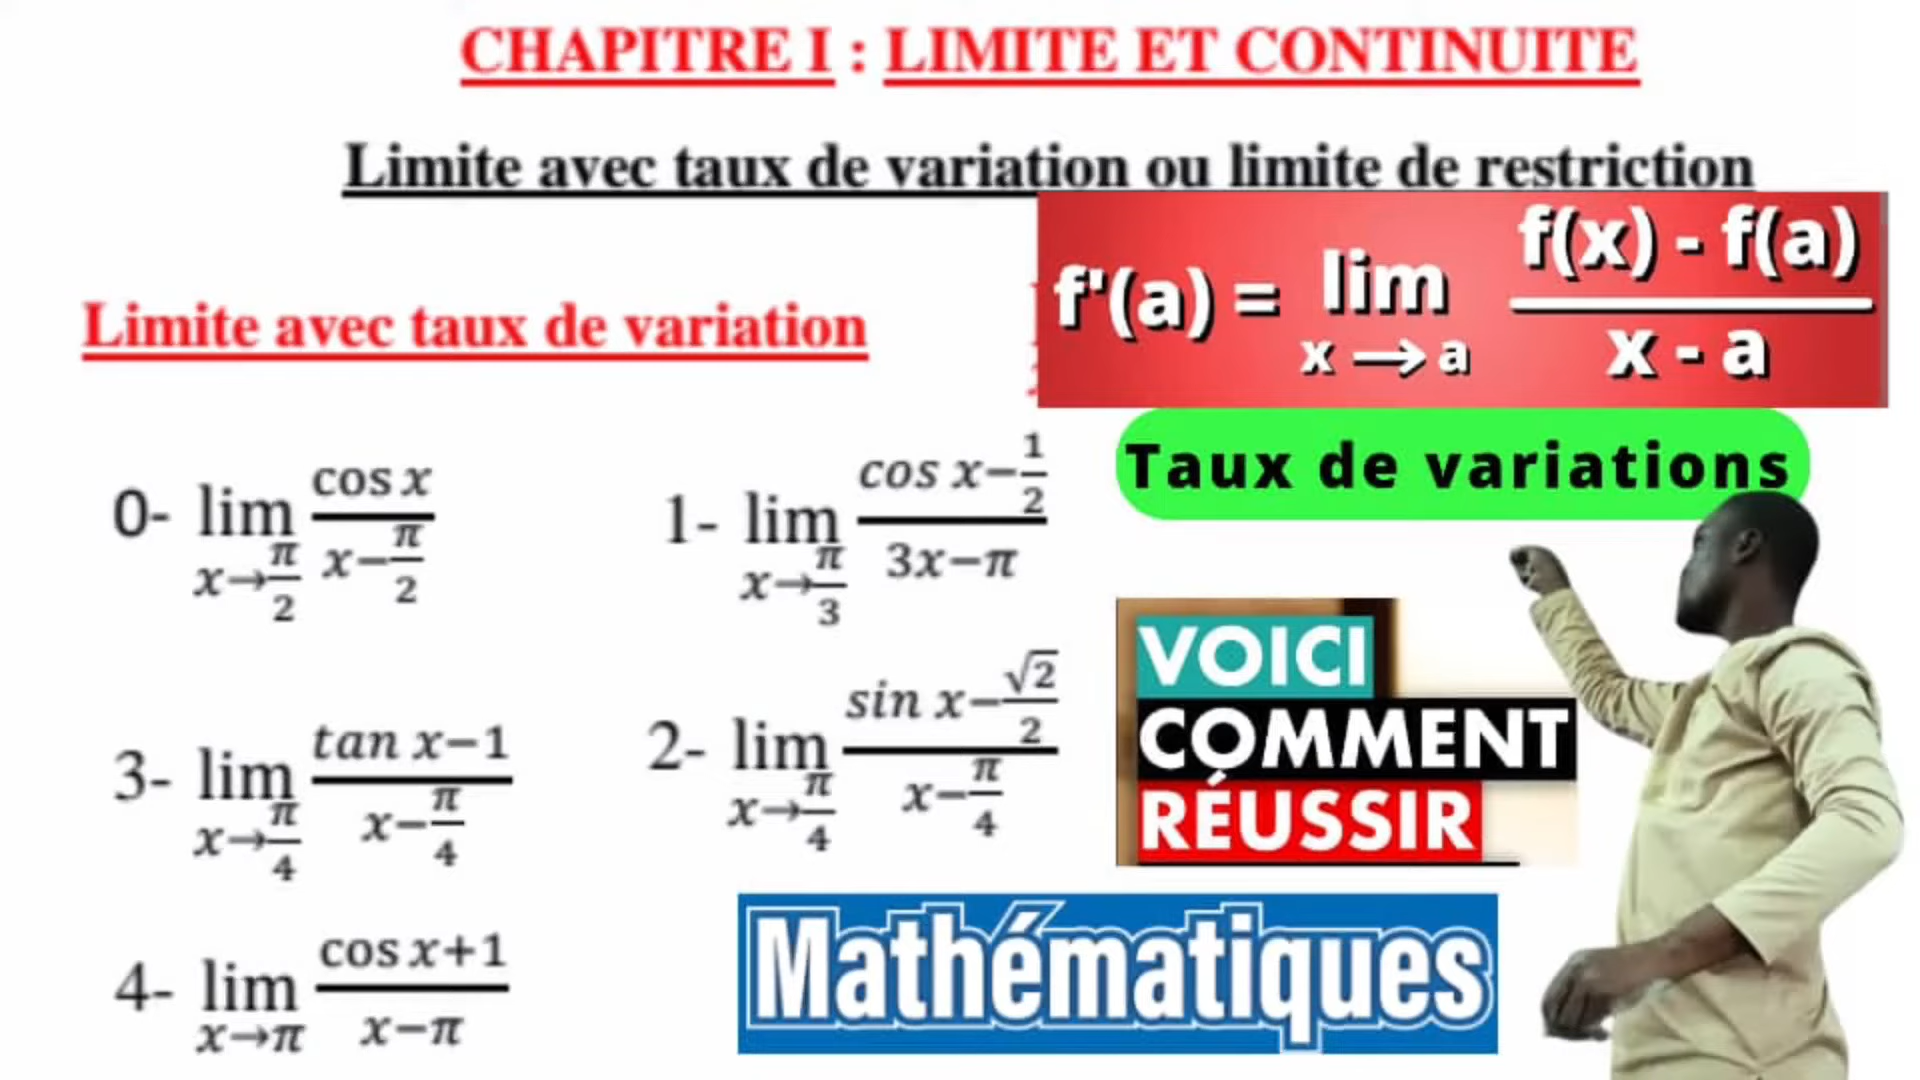 CHAPITRE I : LIMITE ET CONTINUITE
Limite avec taux de variation ou limite de restriction
f'(a) = lim x→a (f(x) - f(a))/(x - a)
Limite avec taux de variation
Taux de variations
0- lim x→π/2 (cos x)/(x−π/2)
1- lim x→π/3 (cos x−1/2)/(3x−π)
VOICI
COMMENT
RÉUSSIR
3- lim x→π/4 (tan x−1)/(x−π/4)
2- lim x→π/4 (sin x−√2/2)/(x−π/4)
4- lim x→π (cos x+1)/(x−π)
Mathématiques